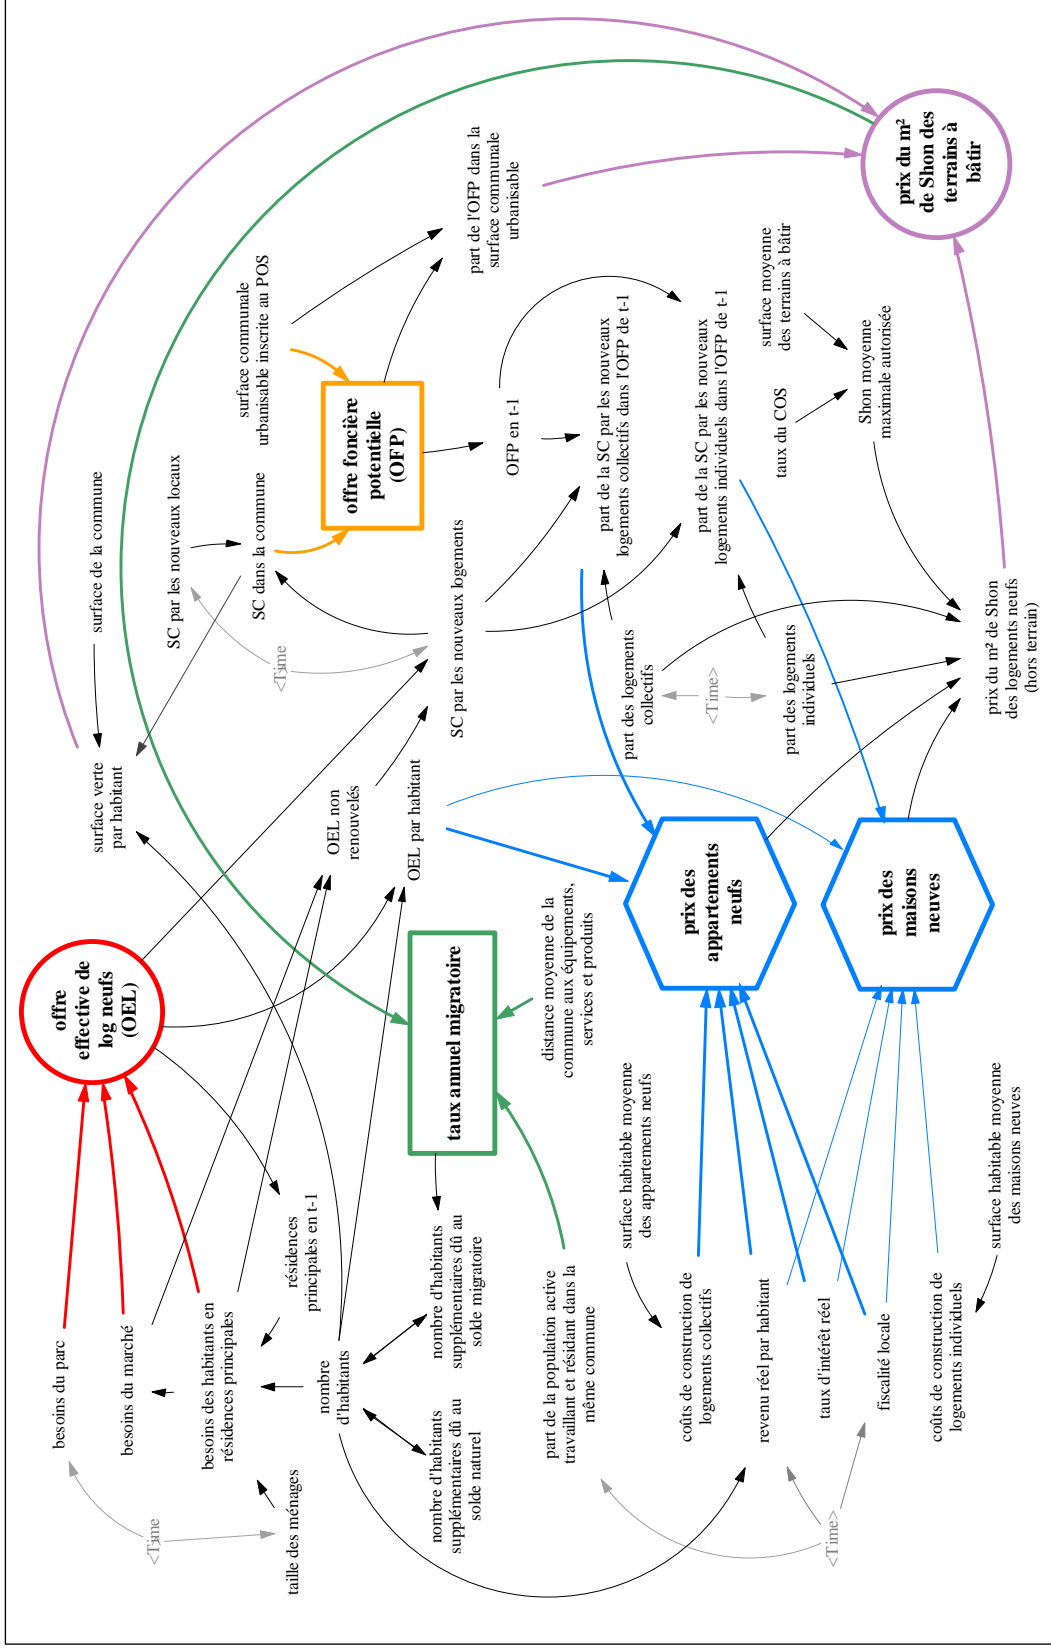 besoins du parc
besoins du marché
besoins des habitants en
résidences principales
<Time
taille des ménages
nombre
d'habitants
résidences
principales en t-1
nombre d'habitants
supplémentaires dû au
solde naturel
nombre d'habitants
supplémentaires dû au
solde migratoire
offre
effective de
log neufs
(OEL)
surface verte
par habitant
surface de la commune
SC par les nouveaux locaux
SC dans la commune
<Time
surface communale
urbanisable inscrite au POS
offre foncière
potentielle
(OFP)
OEL non
renouvelés
OEL par habitant
SC par les nouveaux logements
OFP en t-1
part de l'OFP dans la
surface communale
urbanisable
taux annuel migratoire
part de la population active
travaillant et résidant dans la
même commune
distance moyenne de la
commune aux équipements,
services et produits
part de la SC par les nouveaux
logements collectifs dans l'OFP de t-1
part de la SC par les nouveaux
logements individuels dans l'OFP de t-1
part des logements
collectifs
<Time>
part des logements
individuels
surface habitable moyenne
des appartements neufs
coûts de construction de
logements collectifs
revenu réel par habitant
taux d'intérêt réel
fiscalité locale
<Time>
coûts de construction de
logements individuels
surface habitable moyenne
des maisons neuves
prix des
appartements
neufs
prix des
maisons
neuves
taux du COS
surface moyenne
des terrains à bâtir
Shon moyenne
maximale autorisée
prix du m² de Shon
des logements neufs
(hors terrain)
prix du m²
de Shon des
terrains à
bâtir